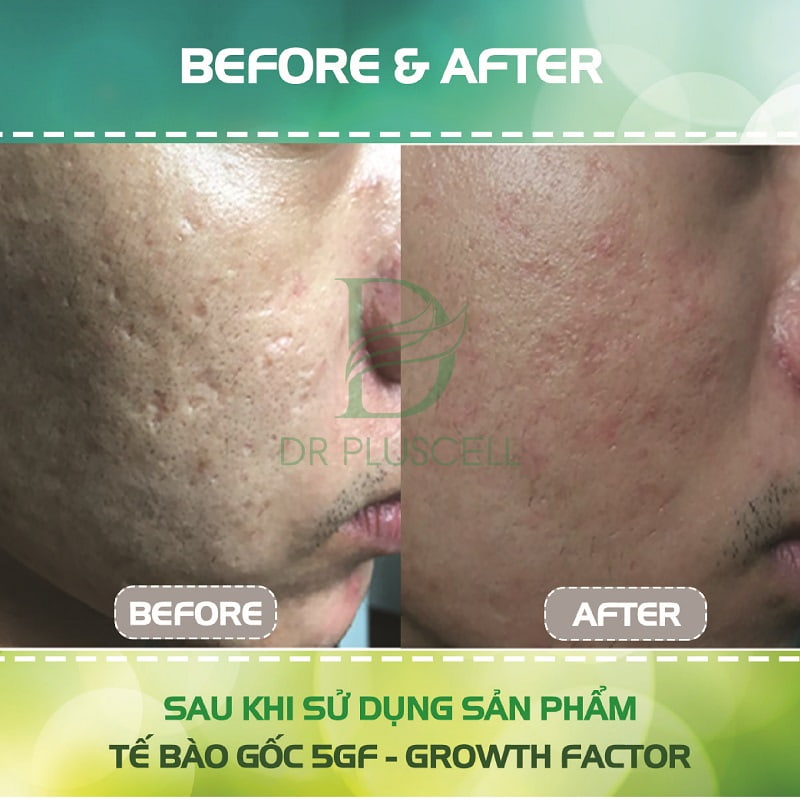 BEFORE & AFTER
DR PLUSCELL
BEFORE
AFTER
SAU KHI SỬ DỤNG SẢN PHẨM
TẾ BÀO GỐC 5GF - GROWTH FACTOR